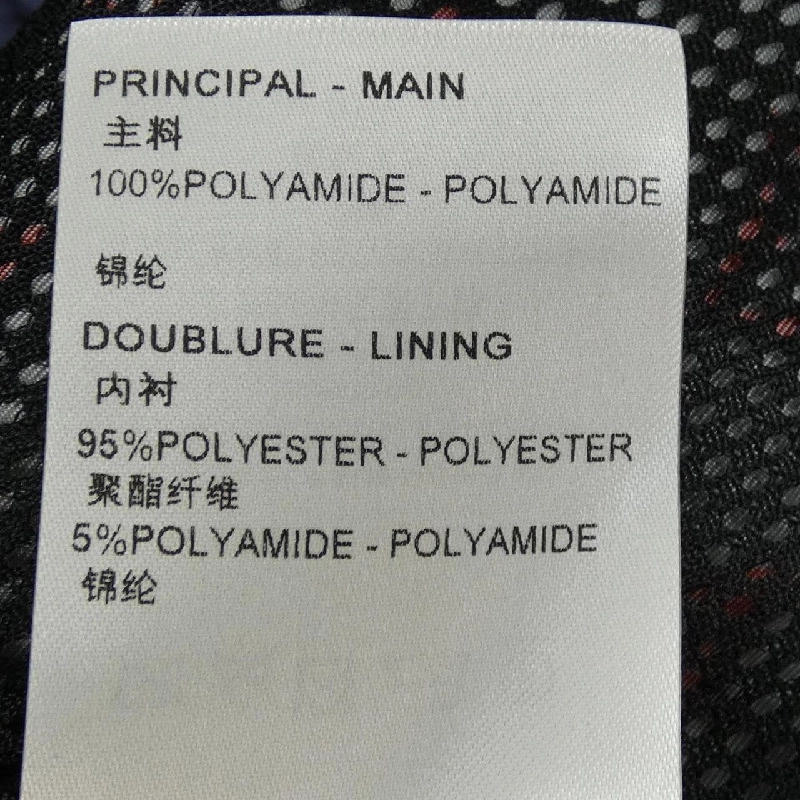 PRINCIPAL - MAIN
主料
100%POLYAMIDE - POLYAMIDE
锦纶
DOUBLURE - LINING
内衬
95%POLYESTER - POLYESTER
聚酯纤维
5%POLYAMIDE - POLYAMIDE
锦纶